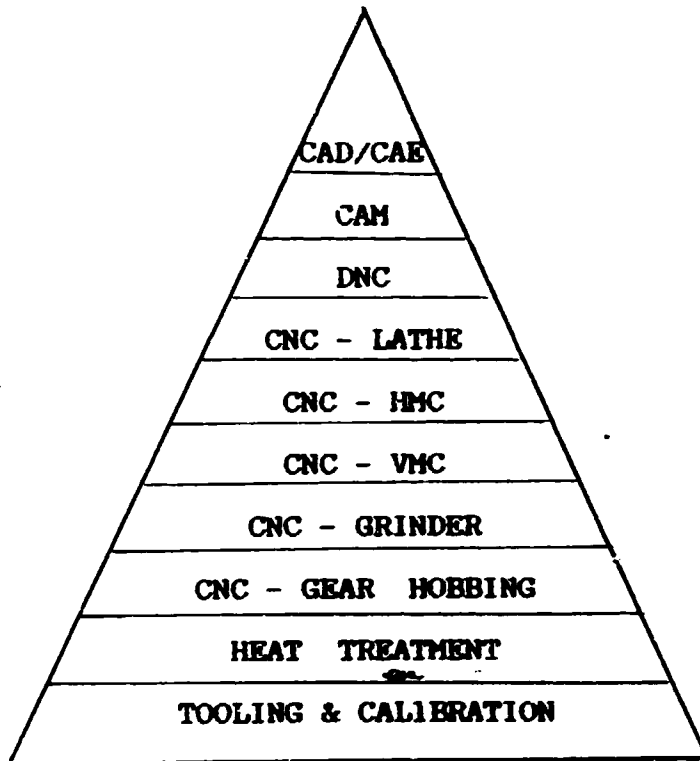 CAD/CAE
CAM
DNC
CNC - LATHE
CNC - HMC
CNC - VMC
CNC - GRINDER
CNC - GEAR HOBBING
HEAT TREATMENT
TOOLING & CALIBRATION